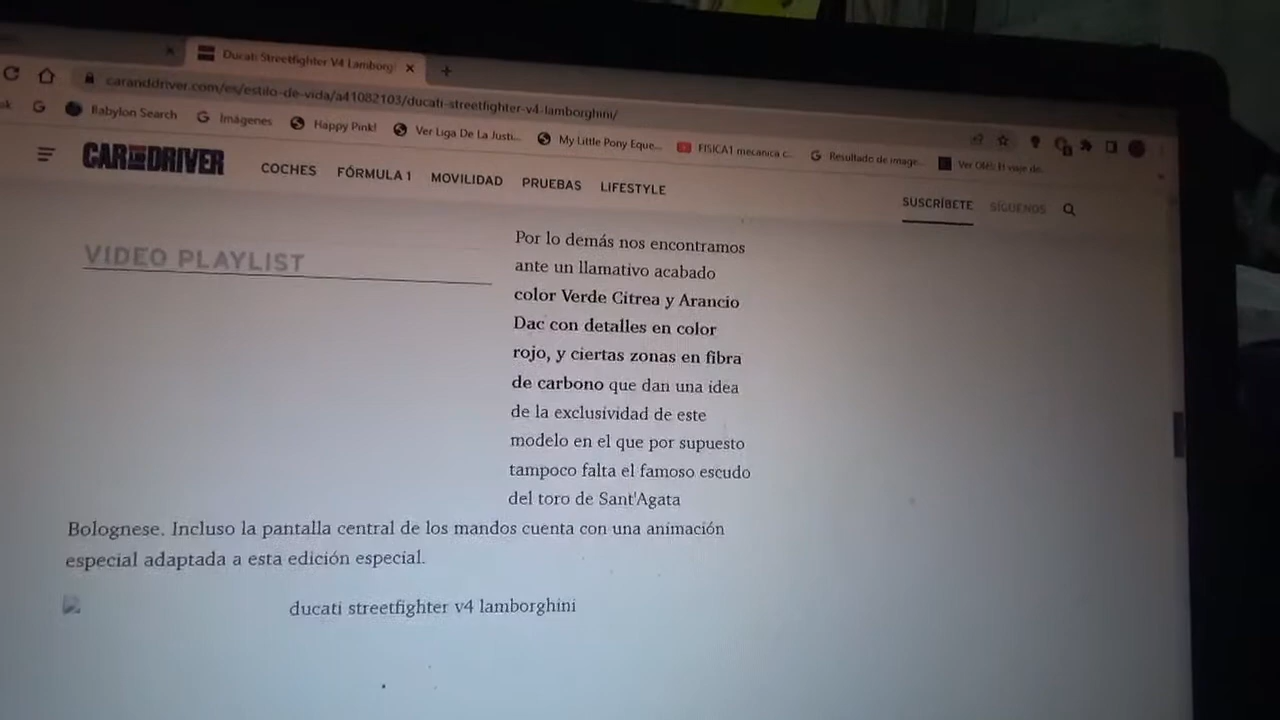 Ducati Streetfighter V4 Lamborg
caranddriver.com/es/estilo-de-vida/a41082103/ducati-streetfighter-v4-lamborghini/
Babylon Search
Imágenes
Happy Pink!
Ver Liga De La Justi...
My Little Pony Eque...
FISICA1 mecanica c...
Resultado de image...
CAR AND DRIVER
COCHES
FÓRMULA 1
MOVILIDAD
PRUEBAS
LIFESTYLE
SUSCRÍBETE
SÍGUENOS
VIDEO PLAYLIST
Por lo demás nos encontramos
ante un llamativo acabado
color Verde Citrea y Arancio
Dac con detalles en color
rojo, y ciertas zonas en fibra
de carbono que dan una idea
de la exclusividad de este
modelo en el que por supuesto
tampoco falta el famoso escudo
del toro de Sant'Agata
Bolognese. Incluso la pantalla central de los mandos cuenta con una animación
especial adaptada a esta edición especial.
ducati streetfighter v4 lamborghini